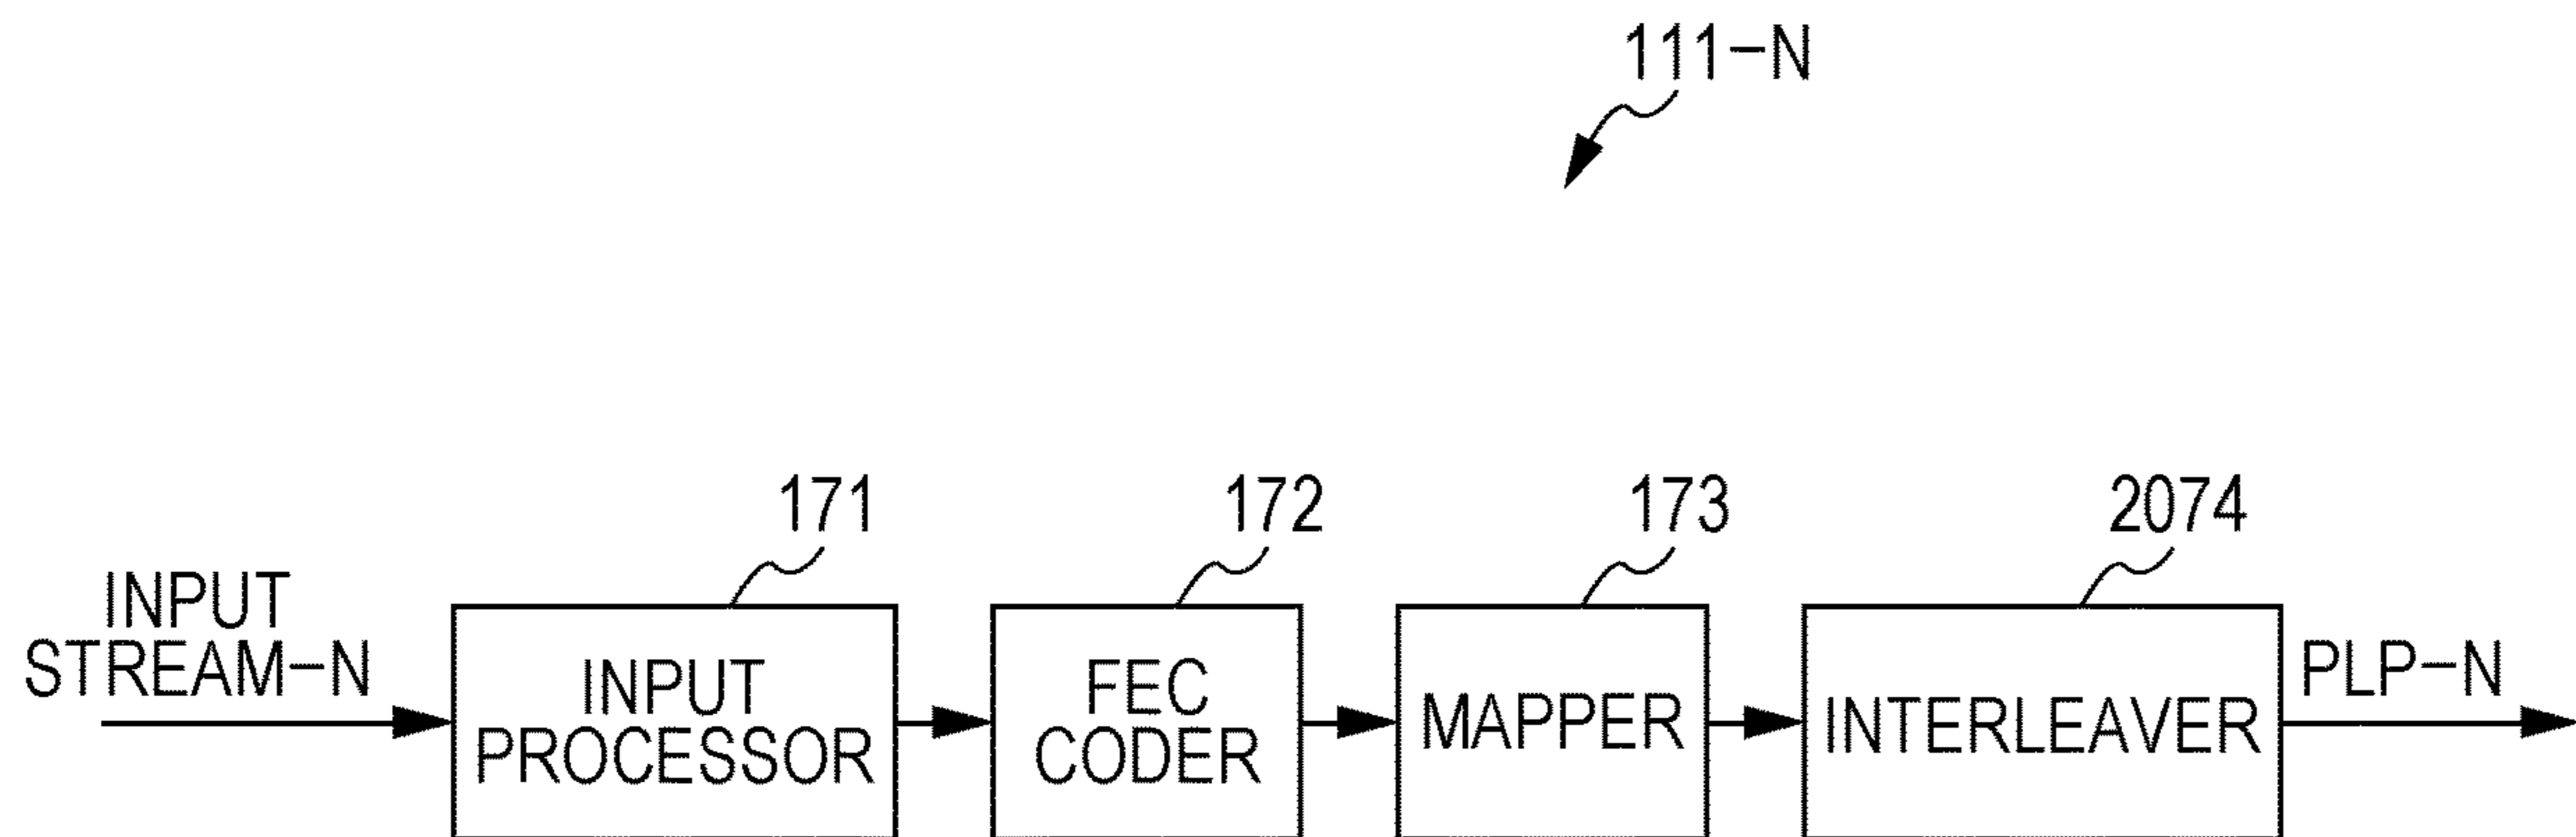 111-N
171
172
173
2074
INPUT
STREAM-N
INPUT
PROCESSOR
FEC
CODER
MAPPER
INTERLEAVER
PLP-N